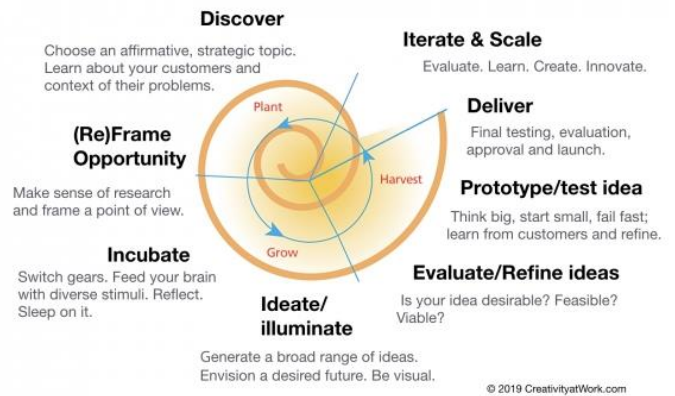 Discover
Choose an affirmative, strategic topic.
Learn about your customers and
context of their problems.
Iterate & Scale
Evaluate. Learn. Create. Innovate.
Plant
Deliver
Final testing, evaluation,
approval and launch.
(Re)Frame
Opportunity
Make sense of research
and frame a point of view.
Harvest
Prototype/test idea
Think big, start small, fail fast;
learn from customers and refine.
Incubate
Switch gears. Feed your brain
with diverse stimuli. Reflect.
Sleep on it.
Grow
Evaluate/Refine ideas
Is your idea desirable? Feasible?
Viable?
Ideate/
illuminate
Generate a broad range of ideas.
Envision a desired future. Be visual.
© 2019 CreativityatWork.com